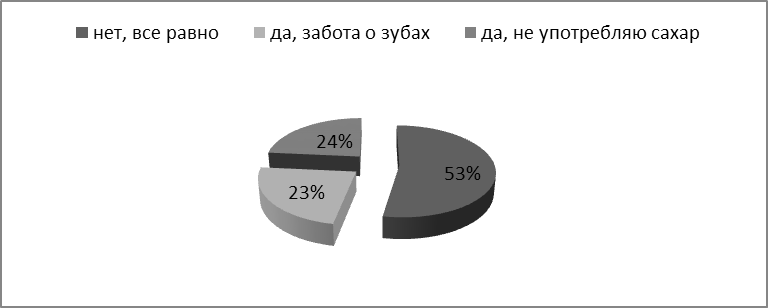 нет, все равно да, забота о зубах да, не употребляю сахар
24%
53%
23%